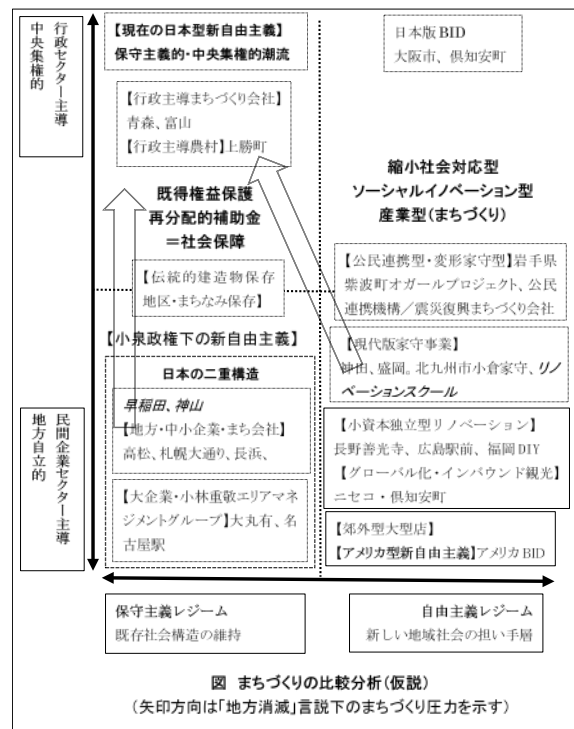 行政セクター主導
中央集権的
【現在の日本型新自由主義】
保守主義的・中央集権的潮流
日本版 BID
大阪市、倶知安町
【行政主導まちづくり会社】
青森、富山
【行政主導農村】上勝町
既得権益保護
再分配的補助金
＝社会保障
縮小社会対応型
ソーシャルイノベーション型
産業型(まちづくり)
【伝統的建造物保存
地区・まちなみ保存】
【公民連携型・変形家守型】岩手県
紫波町オガールプロジェクト、公民
連携機構／震災復興まちづくり会社
【小泉政権下の新自由主義】
【現代版家守事業】
神田、盛岡。北九州市小倉家守、リノ
ベーションスクール
日本の二重構造
早稲田、神山
【地方・中小企業・まち会社】
高松、札幌大通り、長浜、
【小資本独立型リノベーション】
長野善光寺、広島駅前、福岡 DIY
【グローバル化・インバウンド観光】
ニセコ・倶知安町
【大企業・小林重敬エリアマネ
ジメントグループ】大丸有、名
古屋駅
【郊外型大型店】
【アメリカ型新自由主義】アメリカ BID
民間企業セクター主導
地方自立的
保守主義レジーム
既存社会構造の維持
自由主義レジーム
新しい地域社会の担い手層
図 まちづくりの比較分析(仮説)
(矢印方向は「地方消滅」言説下のまちづくり圧力を示す)